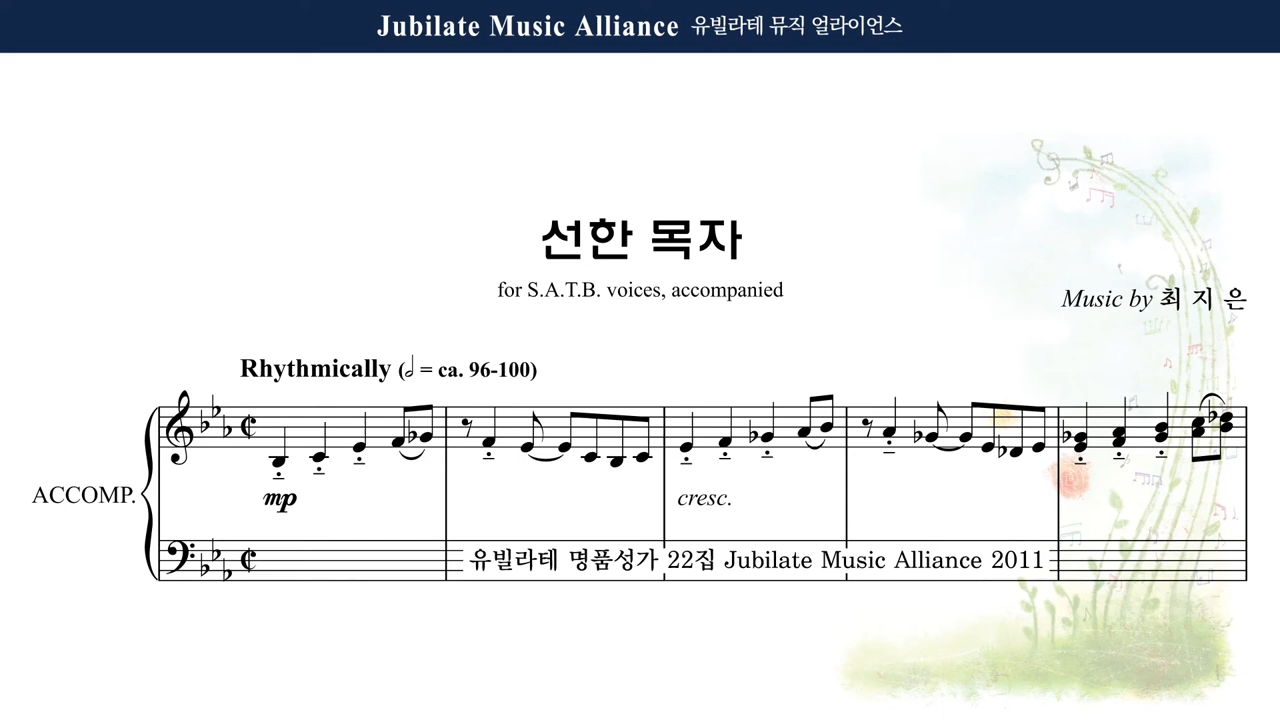 Jubilate Music Alliance 유빌라테 뮤직 얼라이언스
선한 목자
for S.A.T.B. voices, accompanied
Music by 최 지 은
Rhythmically (𝅗𝅥 = ca. 96-100)
ACCOMP.
mp
cresc.
유빌라테 명품성가 22집 Jubilate Music Alliance 2011